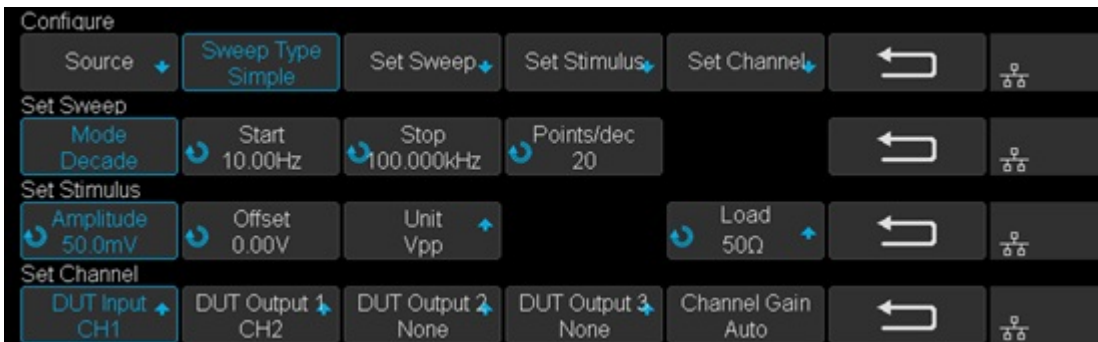 Configure
Source
Sweep Type
Simple
Set Sweep
Set Stimulus
Set Channel
Set Sweep
Mode
Decade
Start
10.00Hz
Stop
100.000kHz
Points/dec
20
Set Stimulus
Amplitude
50.0mV
Offset
0.00V
Unit
Vpp
Load
50Ω
Set Channel
DUT Input
CH1
DUT Output 1
CH2
DUT Output 2
None
DUT Output 3
None
Channel Gain
Auto